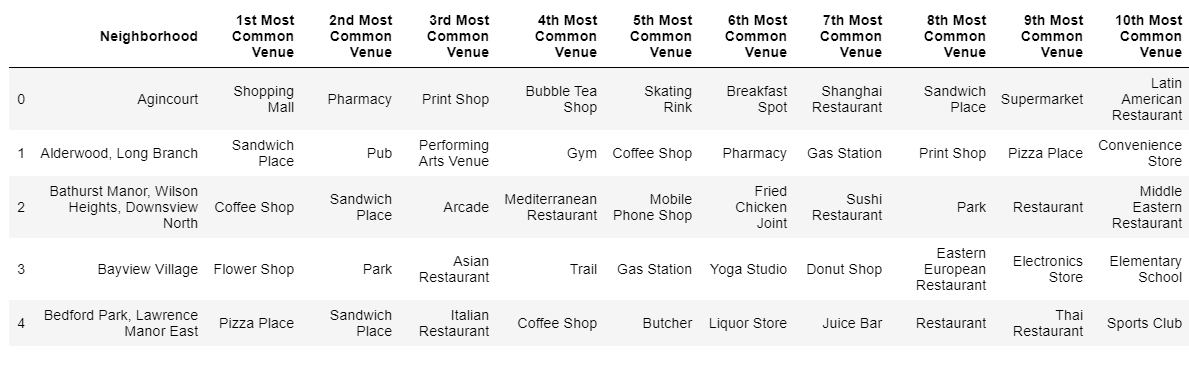 Neighborhood 1st Most Common Venue 2nd Most Common Venue 3rd Most Common Venue 4th Most Common Venue 5th Most Common Venue 6th Most Common Venue 7th Most Common Venue 8th Most Common Venue 9th Most Common Venue 10th Most Common Venue
0 Agincourt Shopping Mall Pharmacy Print Shop Bubble Tea Shop Skating Rink Breakfast Spot Shanghai Restaurant Sandwich Place Supermarket Latin American Restaurant
1 Alderwood, Long Branch Sandwich Place Pub Performing Arts Venue Gym Coffee Shop Pharmacy Gas Station Print Shop Pizza Place Convenience Store
2 Bathurst Manor, Wilson Heights, Downsview North Coffee Shop Sandwich Place Arcade Mediterranean Restaurant Mobile Phone Shop Fried Chicken Joint Sushi Restaurant Park Restaurant Middle Eastern Restaurant
3 Bayview Village Flower Shop Park Asian Restaurant Trail Gas Station Yoga Studio Donut Shop Eastern European Restaurant Electronics Store Elementary School
4 Bedford Park, Lawrence Manor East Pizza Place Sandwich Place Italian Restaurant Coffee Shop Butcher Liquor Store Juice Bar Restaurant Thai Restaurant Sports Club